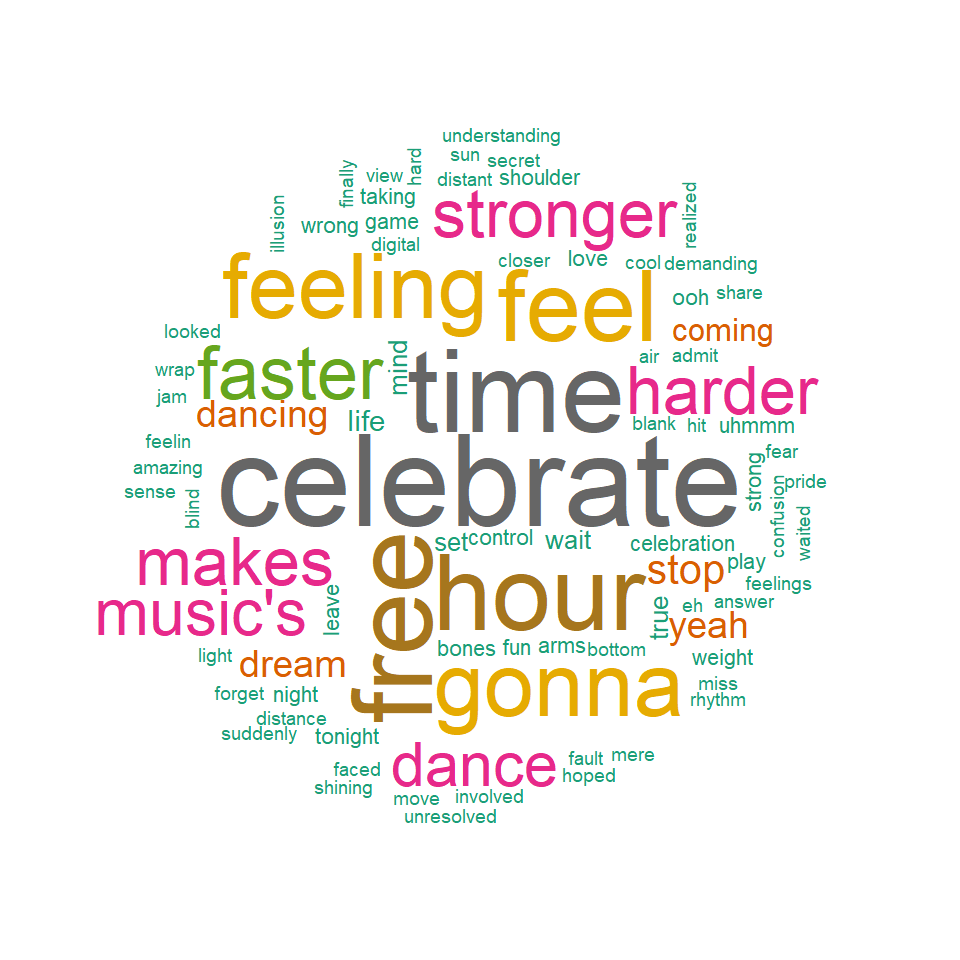 understanding
sun
secret
hard
view
finally
distant
shoulder
taking
realized
stronger
illusion
wrong
game
digital
closer
love
cool
demanding
feeling
feel
ooh
share
looked
coming
air
admit
wrap
faster
mind
time
harder
jam
dancing
life
blank
hit
uhmmm
feelin
celebrate
fear
amazing
strong
pride
sense
blind
confusion
waited
free
set
control
wait
celebration
makes
hour
stop
play
feelings
music's
leave
true
eh
answer
yeah
bones
fun
arms
bottom
light
dream
weight
gonna
miss
forget
night
rhythm
distance
suddenly
tonight
dance
fault
mere
faced
hoped
shining
move
involved
unresolved